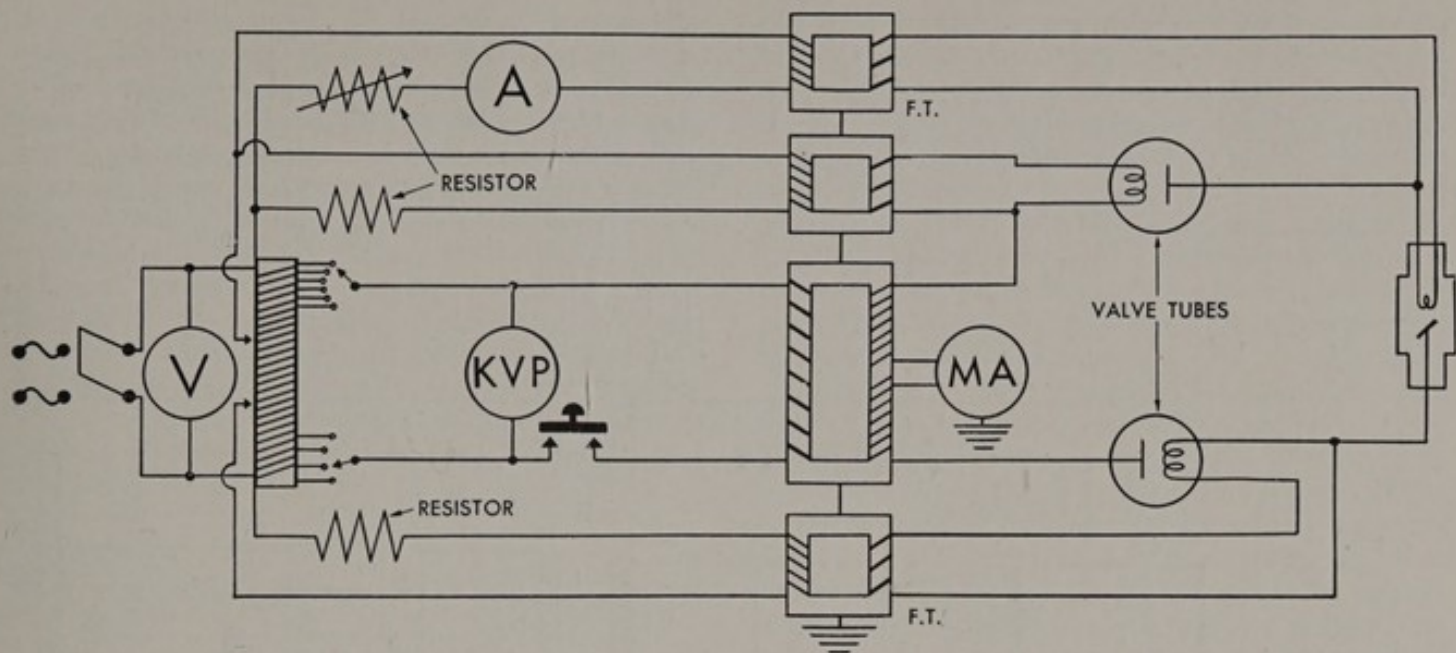 A
F.T.
RESISTOR
VALVE TUBES
V
KVP
MA
RESISTOR
F.T.